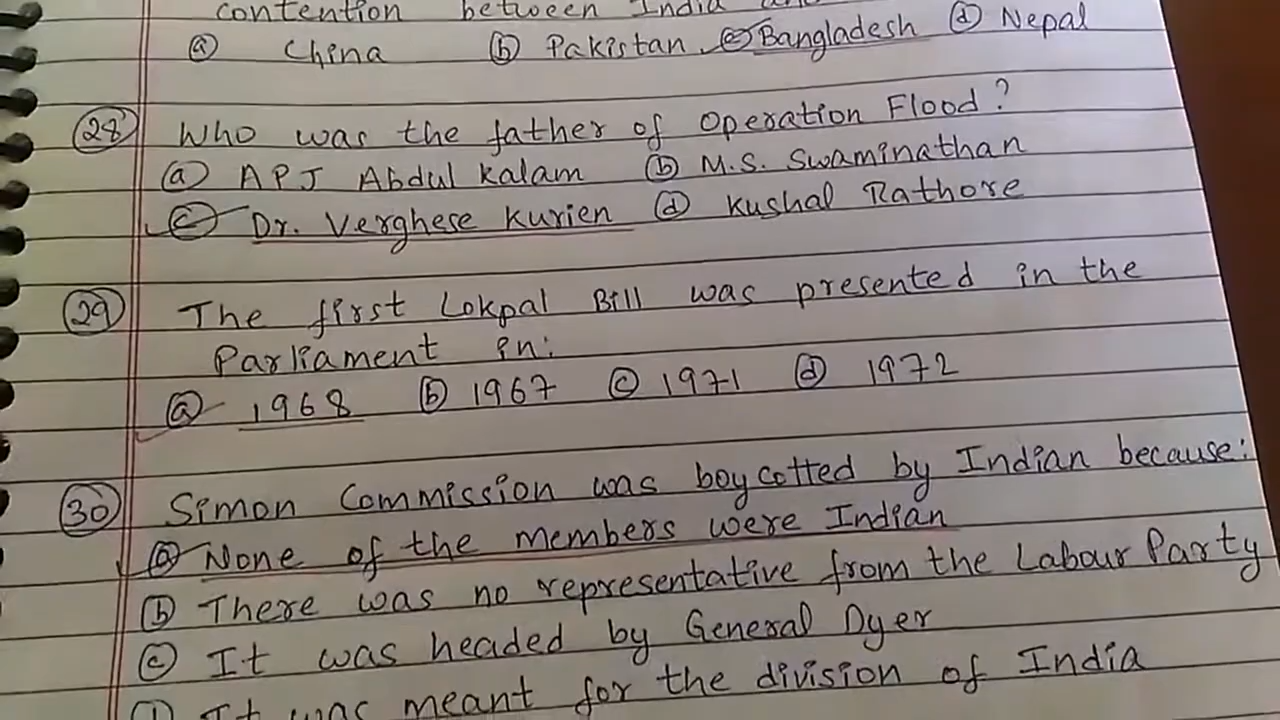 contention between India and
(a) China (b) Pakistan (c) Bangladesh (d) Nepal
(28) Who was the father of Operation Flood?
(a) APJ Abdul Kalam (b) M.S. Swaminathan
(c) Dr. Verghese Kurien (d) Kushal Rathore
(29) The first Lokpal Bill was presented in the
Parliament in:
(a) 1968 (b) 1967 (c) 1971 (d) 1972
(30) Simon Commission was boycotted by Indian because:
(a) None of the members were Indian
(b) There was no representative from the Labour Party
(c) It was headed by General Dyer
(d) It was meant for the division of India